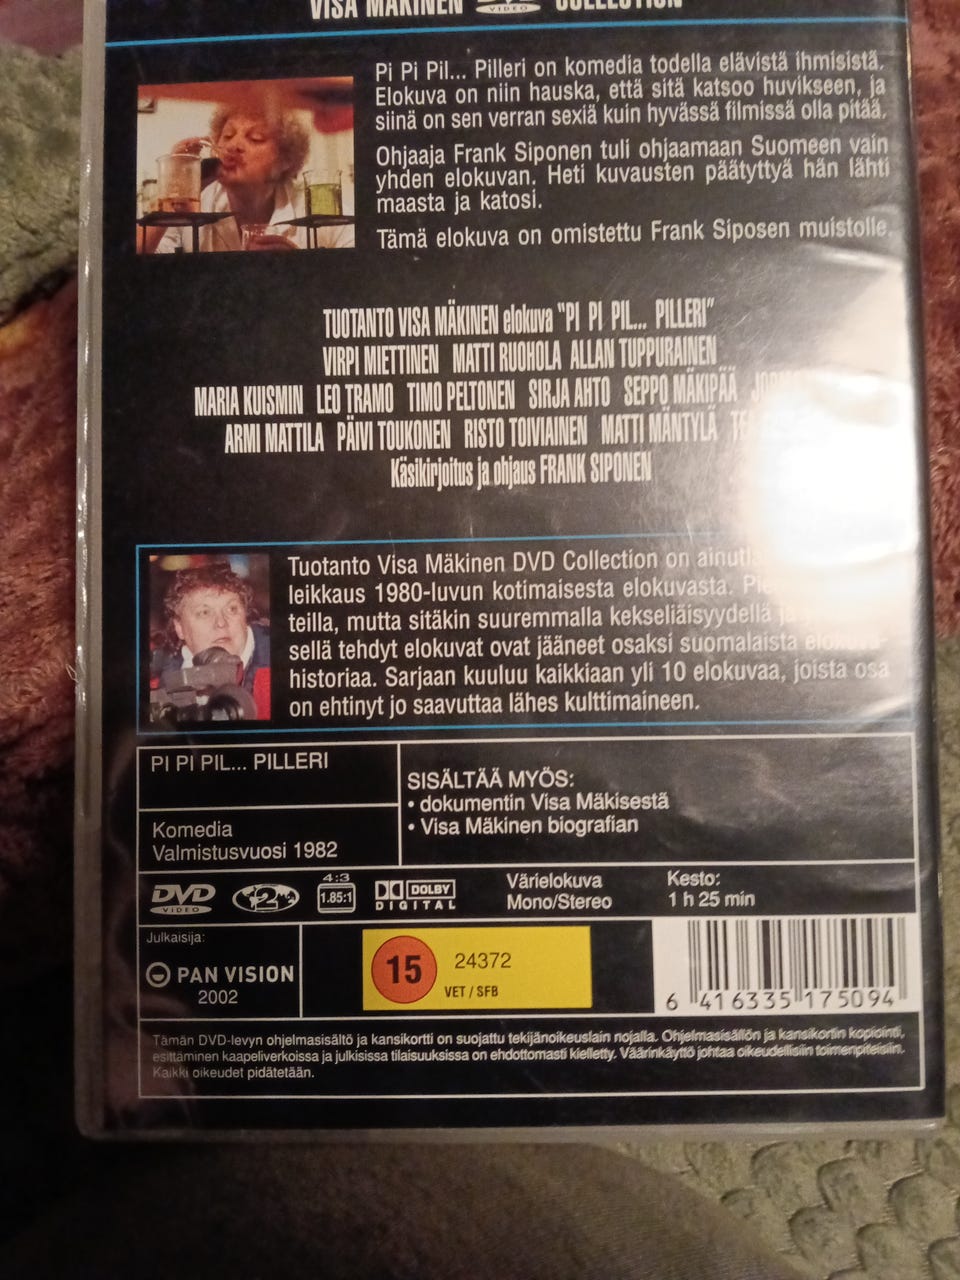 VISA MÄKINEN DVD VIDEO COLLECTION
Pi Pi Pil... Pilleri on komedia todella elävistä ihmisistä.
Elokuva on niin hauska, että sitä katsoo huvikseen, ja
siinä on sen verran sexiä kuin hyvässä filmissä olla pitää.
Ohjaaja Frank Siponen tuli ohjaamaan Suomeen vain
yhden elokuvan. Heti kuvausten päätyttyä hän lähti
maasta ja katosi.
Tämä elokuva on omistettu Frank Siposen muistolle.
TUOTANTO VISA MÄKINEN elokuva "PI PI PIL... PILLERI"
VIRPI MIETTINEN MATTI RUOHOLA ALLAN TUPPURAINEN
MARIA KUISMIN LEO TRAMO TIMO PELTONEN SIRJA AHTO SEPPO MÄKIPÄÄ
ARMI MATTILA PÄIVI TOUKONEN RISTO TOIVIAINEN MATTI MÄNTYLÄ
Käsikirjoitus ja ohjaus FRANK SIPONEN
Tuotanto Visa Mäkinen DVD Collection on
leikkaus 1980-luvun kotimaisesta elokuvasta.
teilla, mutta sitäkin suuremmalla kekseliäisyydellä ja
sellä tehdyt elokuvat ovat jääneet osaksi suomalaista elokuva-
historiaa. Sarjaan kuuluu kaikkiaan yli 10 elokuvaa, joista osa
on ehtinyt jo saavuttaa lähes kulttimaineen.
PI PI PIL... PILLERI
Komedia
Valmistusvuosi 1982
SISÄLTÄÄ MYÖS:
• dokumentin Visa Mäkisestä
• Visa Mäkinen biografian
DVD VIDEO
2
4:3
1.85:1
DOLBY DIGITAL
Värielokuva
Mono/Stereo
Kesto:
1 h 25 min
Julkaisija:
PAN VISION
2002
15
24372
VET / SFB
6 416335 175094
Tämän DVD-levyn ohjelmasisältö ja kansikortti on suojattu tekijänoikeuslain nojalla. Ohjelmasisällön ja kansikortin kopiointi,
esittäminen kaapeliverkoissa ja julkisissa tilaisuuksissa on ehdottomasti kielletty. Väärinkäyttö johtaa oikeudellisiin toimenpiteisiin.
Kaikki oikeudet pidätetään.